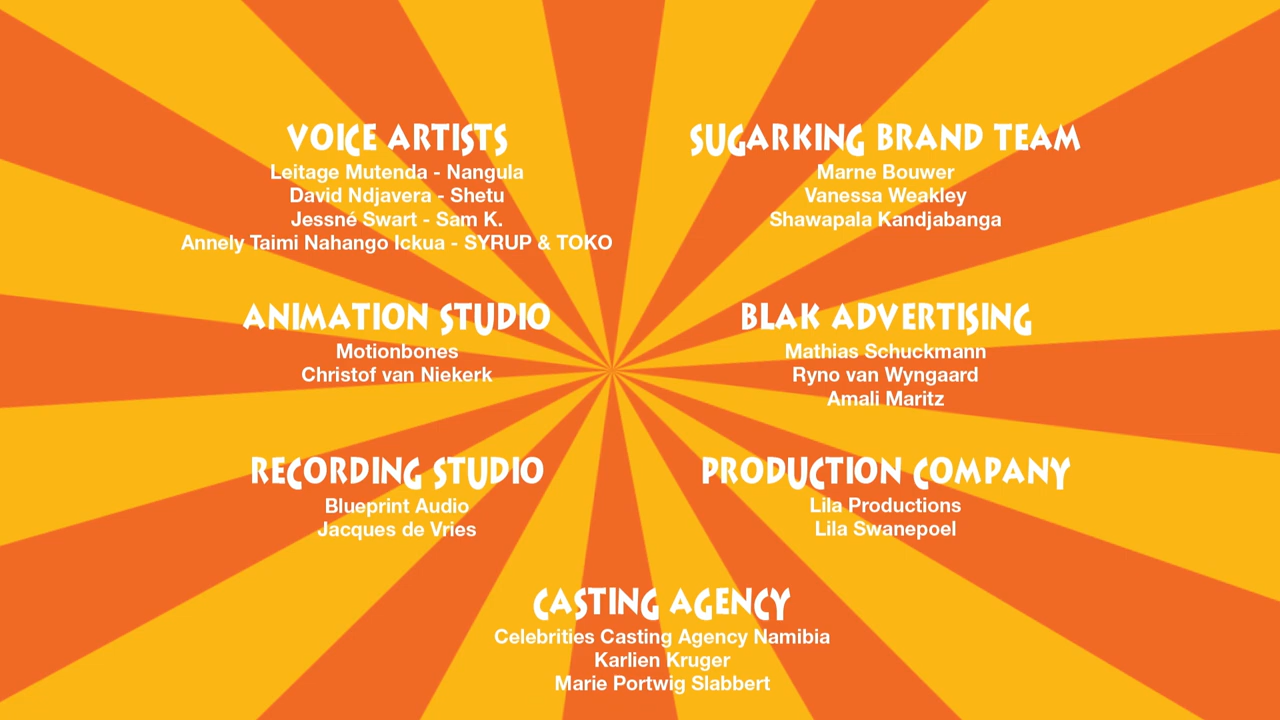 VOICE ARTISTS
Leitage Mutenda - Nangula
David Ndjavera - Shetu
Jessné Swart - Sam K.
Annely Taimi Nahango Ickua - SYRUP & TOKO
SUGARKING BRAND TEAM
Marne Bouwer
Vanessa Weakley
Shawapala Kandjabanga
ANIMATION STUDIO
Motionbones
Christof van Niekerk
BLAK ADVERTISING
Mathias Schuckmann
Ryno van Wyngaard
Amali Maritz
RECORDING STUDIO
Blueprint Audio
Jacques de Vries
PRODUCTION COMPANY
Lila Productions
Lila Swanepoel
CASTING AGENCY
Celebrities Casting Agency Namibia
Karlien Kruger
Marie Portwig Slabbert